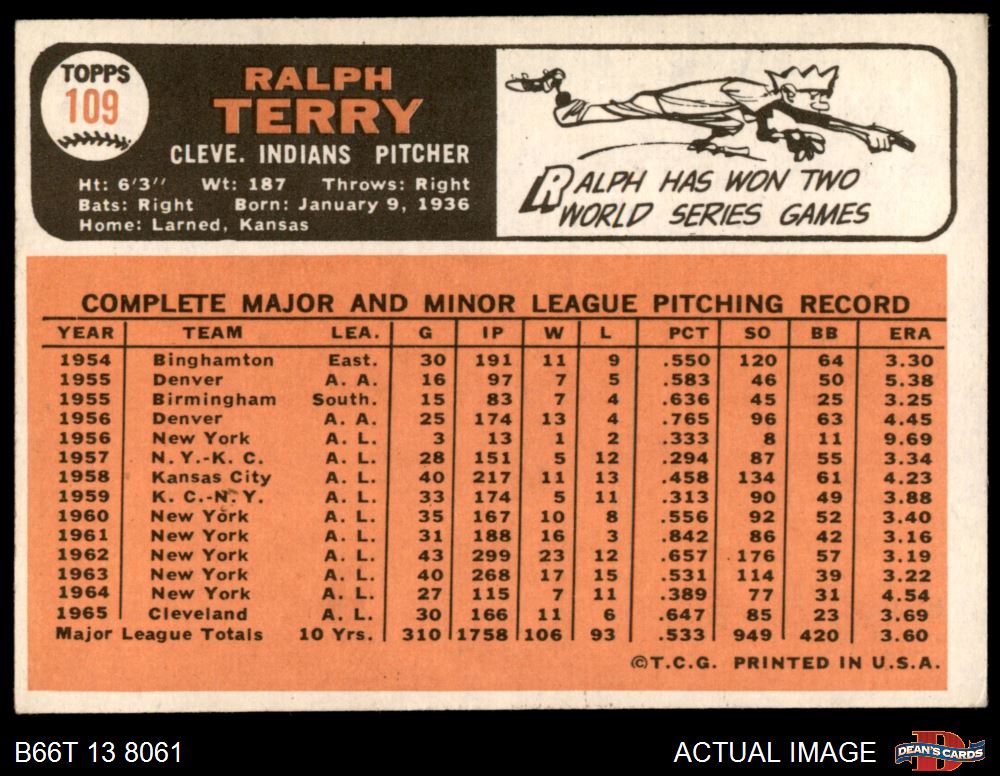 TOPPS
109
RALPH
TERRY
CLEVE. INDIANS PITCHER
Ht: 6'3" Wt: 187 Throws: Right
Bats: Right Born: January 9, 1936
Home: Larned, Kansas
RALPH HAS WON TWO
WORLD SERIES GAMES
COMPLETE MAJOR AND MINOR LEAGUE PITCHING RECORD
YEAR TEAM LEA. G IP W L PCT SO BB ERA
1954 Binghamton East. 30 191 11 9 .550 120 64 3.30
1955 Denver A. A. 16 97 7 5 .583 46 50 5.38
1955 Birmingham South. 15 83 7 4 .636 45 25 3.25
1956 Denver A. A. 25 174 13 4 .765 96 63 4.45
1956 New York A. L. 3 13 1 2 .333 8 11 9.69
1957 N. Y.-K. C. A. L. 28 151 5 12 .294 87 55 3.34
1958 Kansas City A. L. 40 217 11 13 .458 134 61 4.23
1959 K. C.-N. Y. A. L. 33 174 5 11 .313 90 49 3.88
1960 New York A. L. 35 167 10 8 .556 92 52 3.40
1961 New York A. L. 31 188 16 3 .842 86 42 3.16
1962 New York A. L. 43 299 23 12 .657 176 57 3.19
1963 New York A. L. 40 268 17 15 .531 114 39 3.22
1964 New York A. L. 27 115 7 11 .389 77 31 4.54
1965 Cleveland A. L. 30 166 11 6 .647 85 23 3.69
Major League Totals 10 Yrs. 310 1758 106 93 .533 949 420 3.60
©T.C.G. PRINTED IN U.S.A.
B66T 13 8061
ACTUAL IMAGE
DEAN'S CARDS